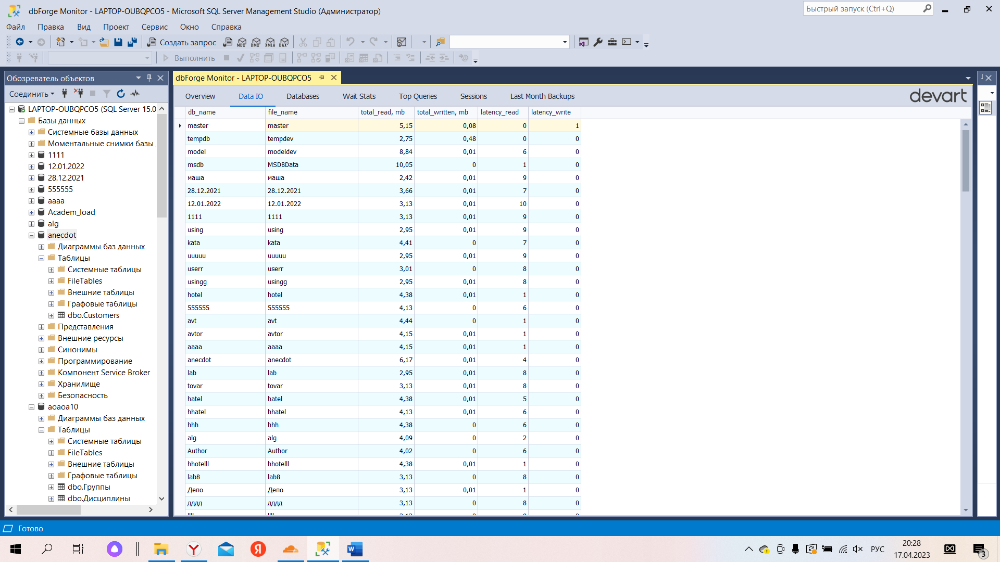 dbForge Monitor - LAPTOP-OUBQPCO5 - Microsoft SQL Server Management Studio (Администратор)
Быстрый запуск (Ctrl+Q)
Файл Правка Вид Проект Сервис Окно Справка
Создать запрос MDX DMX XMLA DAX
Выполнить
Обозреватель объектов
Соединить
LAPTOP-OUBQPCO5 (SQL Server 15.0
Базы данных
Системные базы данных
Моментальные снимки базы
1111
12.01.2022
28.12.2021
555555
aaaa
Academ_load
alg
anecdot
Диаграммы баз данных
Таблицы
Системные таблицы
FileTables
Внешние таблицы
Графовые таблицы
dbo.Customers
Представления
Внешние ресурсы
Синонимы
Программирование
Компонент Service Broker
Хранилище
Безопасность
aoaoa10
Диаграммы баз данных
Таблицы
Системные таблицы
FileTables
Внешние таблицы
Графовые таблицы
dbo.Группы
dbo.Дисциплины
dbForge Monitor - LAPTOP-OUBQPCO5
Overview Data IO Databases Wait Stats Top Queries Sessions Last Month Backups
devart
db_name file_name total_read, mb total_written, mb latency_read latency_write
master master 5,15 0,08 0 1
tempdb tempdev 2,75 0,48 0 0
model modeldev 8,84 0,01 6 0
msdb MSDBData 10,05 0 1 0
маша маша 2,42 0,01 9 0
28.12.2021 28.12.2021 3,66 0,01 7 0
12.01.2022 12.01.2022 3,13 0,01 10 0
1111 1111 3,13 0,01 9 0
using using 2,95 0,01 9 0
kata kata 4,41 0 7 0
uuuuu uuuuu 2,95 0,01 9 0
userr userr 3,01 0 8 0
usingg usingg 2,95 0,01 8 0
hotel hotel 4,38 0,01 1 0
555555 555555 4,13 0 6 0
avt avt 4,44 0 1 0
avtor avtor 4,15 0,01 1 0
aaaa aaaa 4,15 0,01 1 0
anecdot anecdot 6,17 0,01 4 0
lab lab 2,95 0,01 8 0
tovar tovar 3,13 0,01 8 0
hatel hatel 4,38 0,01 5 0
hhatel hhatel 4,13 0,01 6 0
hhh hhh 4,38 0 6 0
alg alg 4,09 0 2 0
Author Author 4,02 0 6 0
hhotelll hhotelll 4,38 0,01 1 0
lab8 lab8 3,13 0 8 0
Депо Депо 3,13 0,01 1 0
дддд дддд 3,13 0 8 0
Готово
РУС
20:28
17.04.2023
3